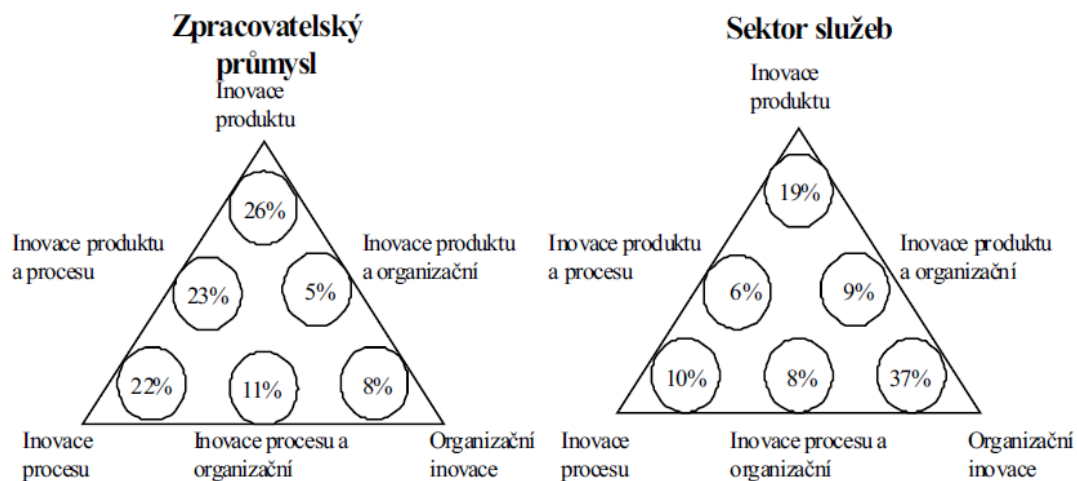 Zpracovatelský
průmysl
Inovace
produktu
26%
Inovace produktu
a procesu
Inovace produktu
a organizační
23%
5%
22%
11%
8%
Inovace
procesu
Inovace procesu a
organizační
Organizační
inovace
Sektor služeb
Inovace
produktu
19%
Inovace produktu
a procesu
Inovace produktu
a organizační
6%
9%
10%
8%
37%
Inovace
procesu
Inovace procesu a
organizační
Organizační
inovace